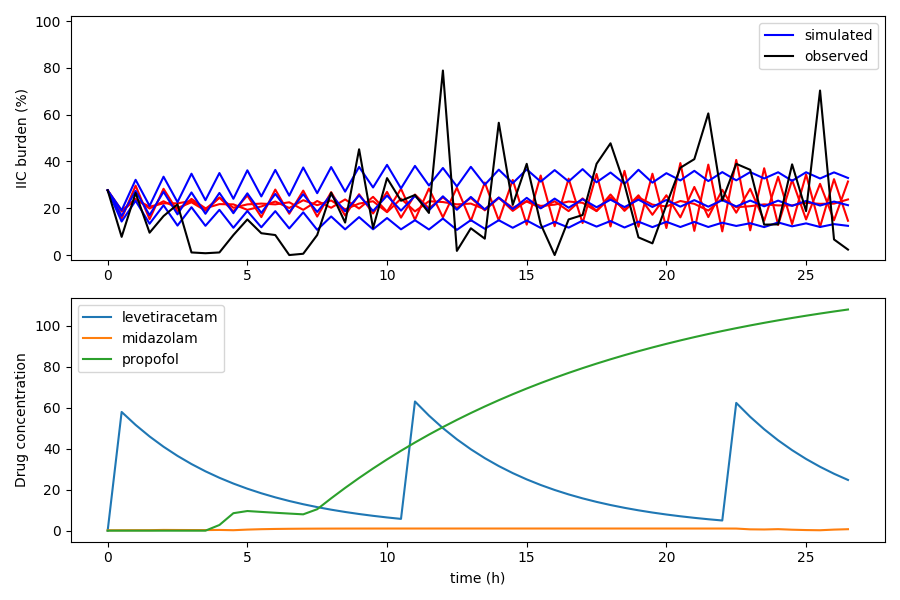 IIC burden (%)
100
80
60
40
20
0
simulated
observed
0 5 10 15 20 25
Drug concentration
100
80
60
40
20
0
levetiracetam
midazolam
propofol
0 5 10 15 20 25
time (h)